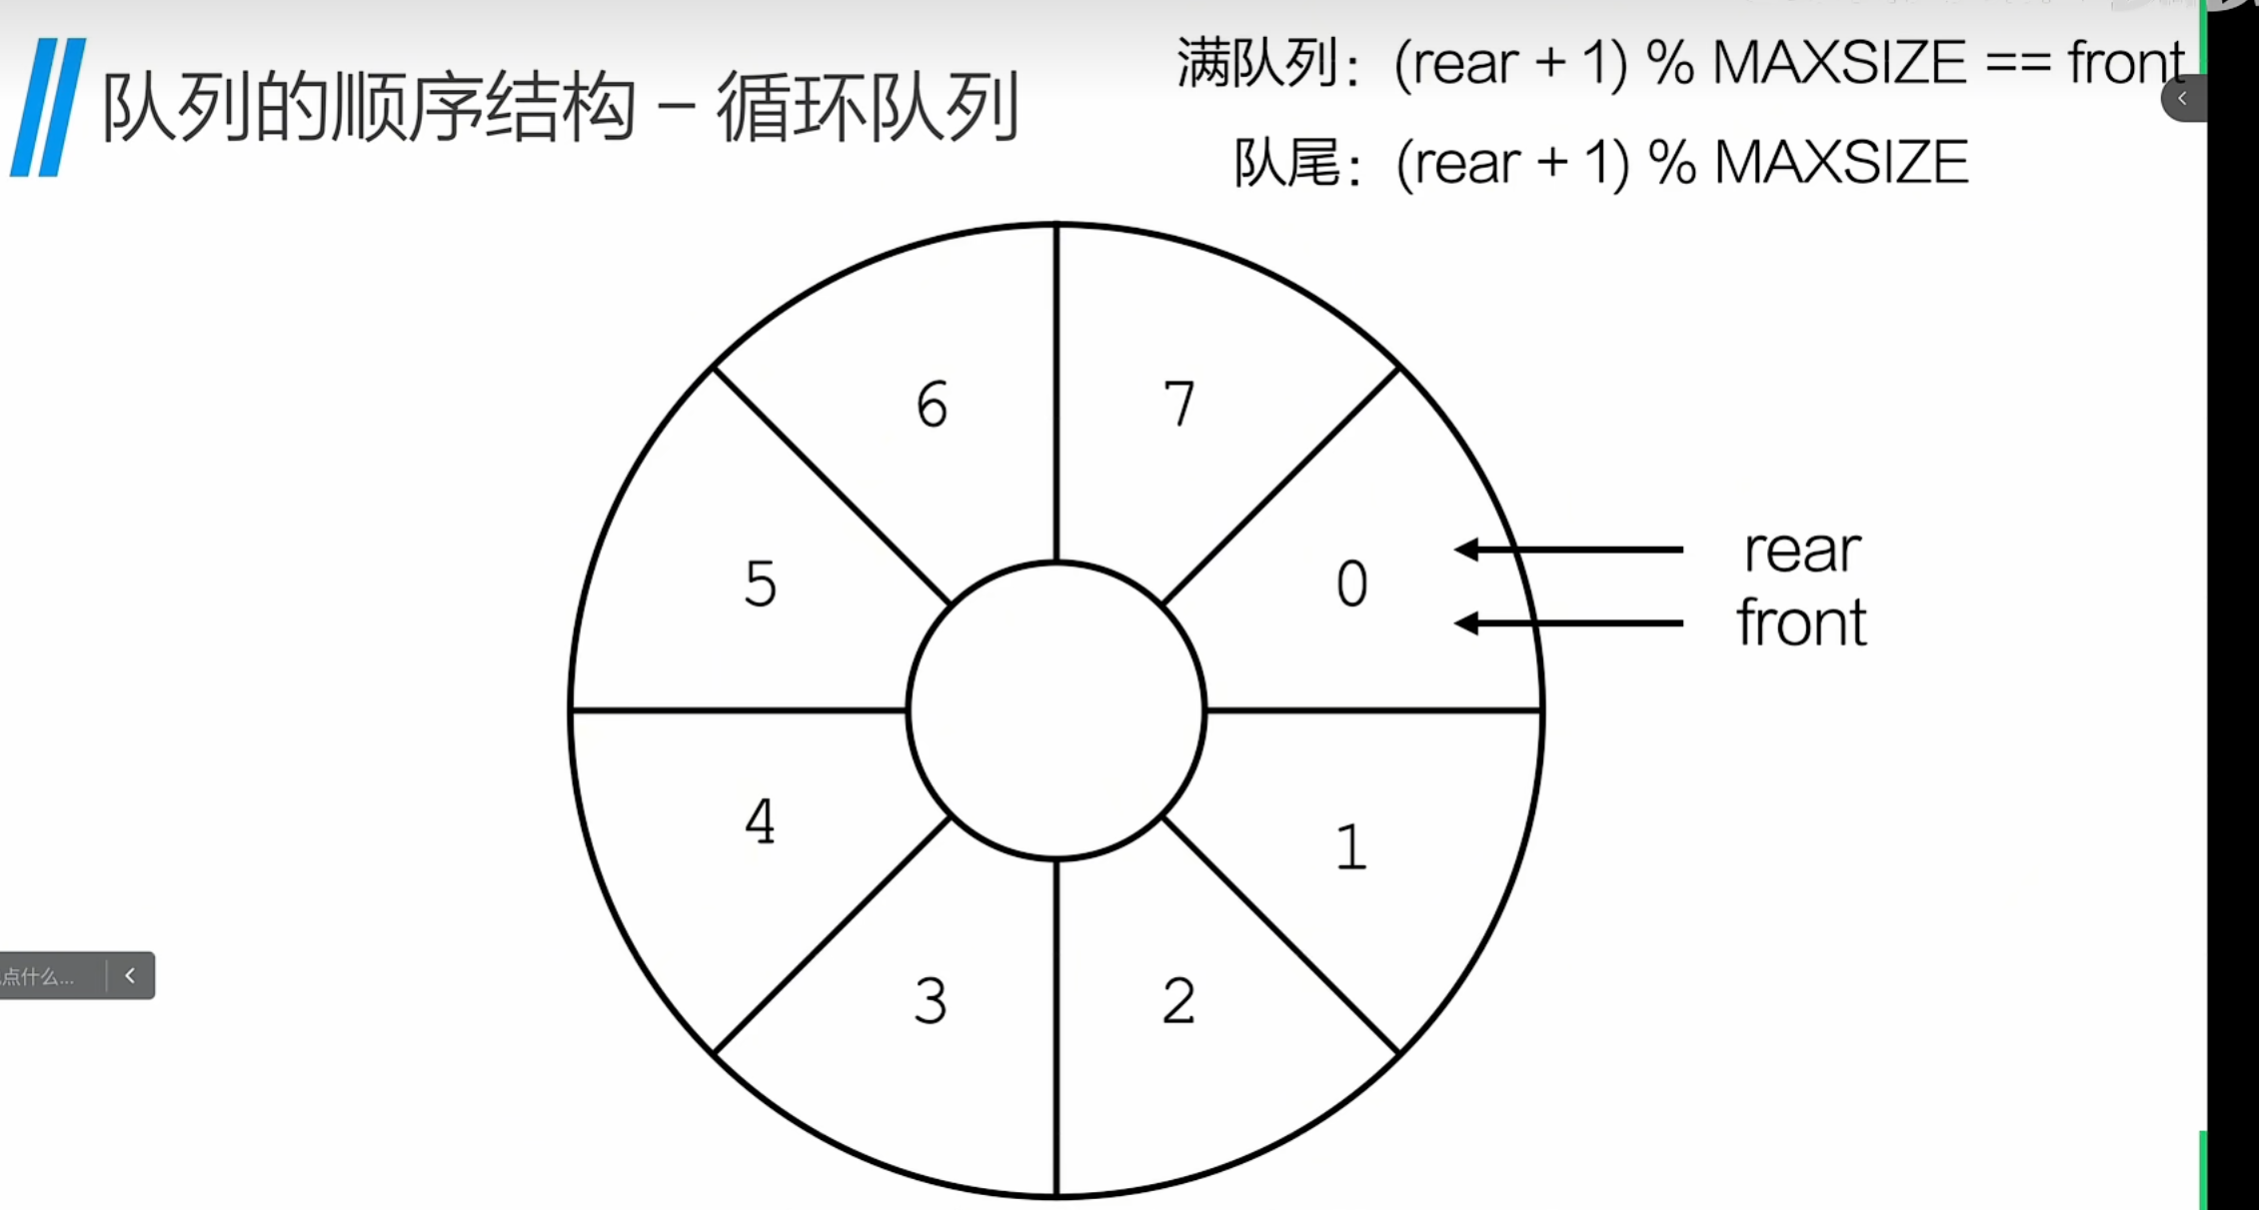 满队列：(rear + 1) % MAXSIZE == front
队列的顺序结构 – 循环队列
队尾：(rear + 1) % MAXSIZE
6
7
5
0
rear
front
4
1
3
2
点什么...